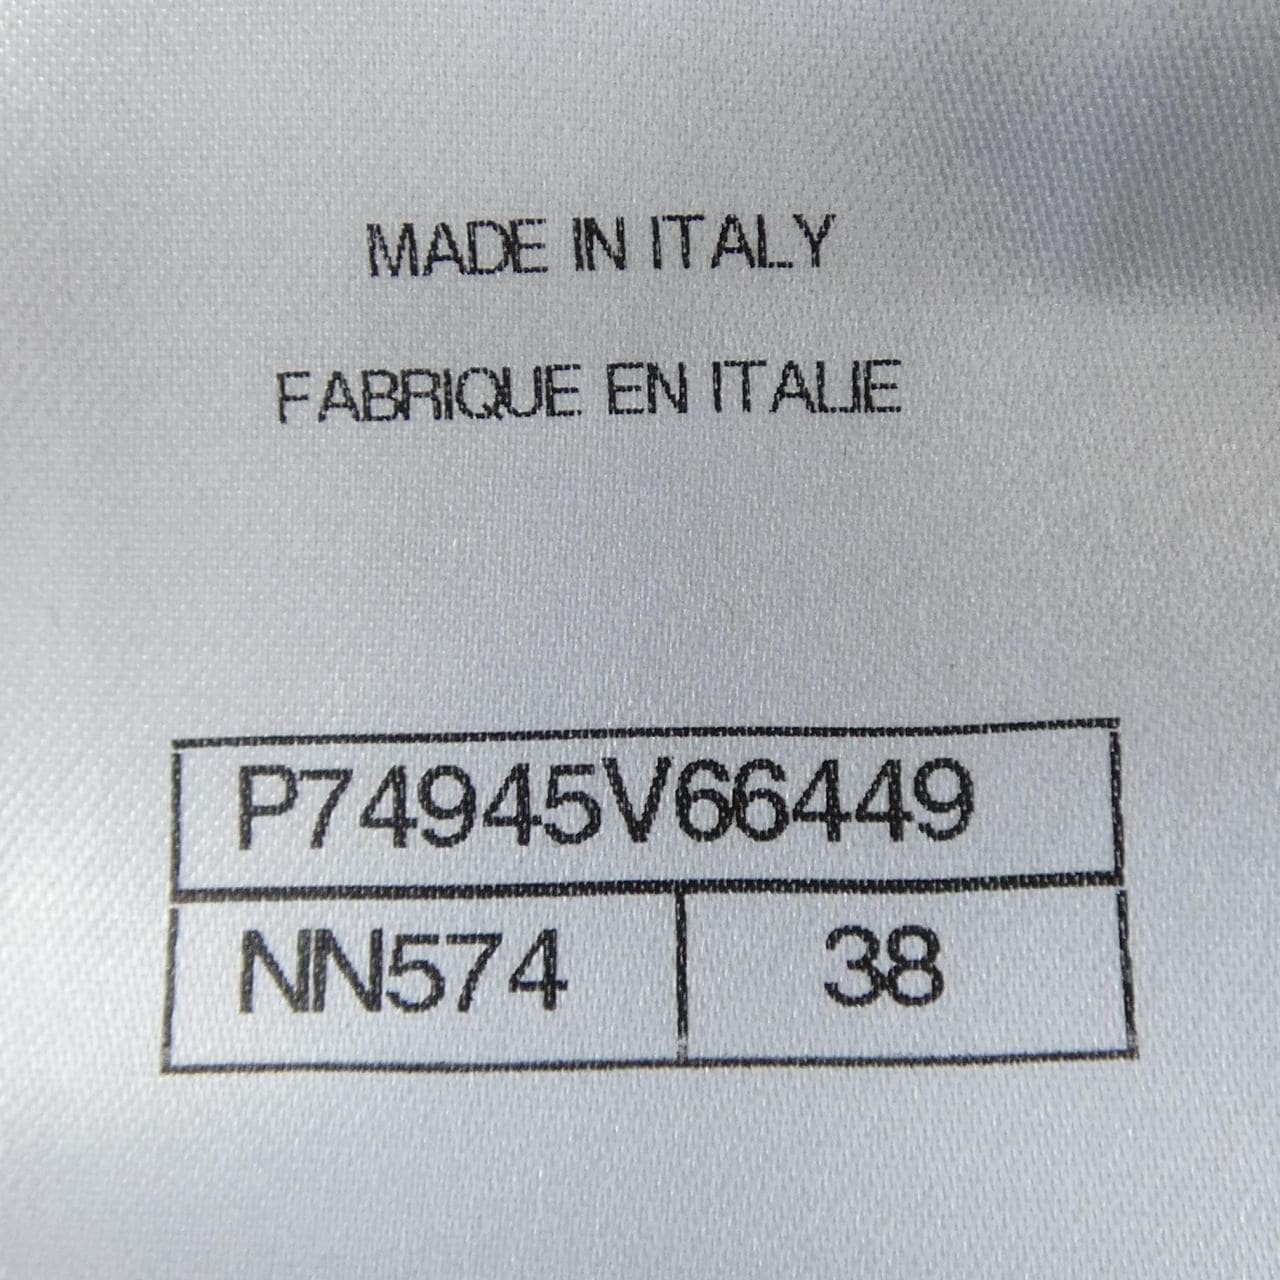 MADE IN ITALY
FABRIQUE EN ITALIE
P74945V66449
NN574 38